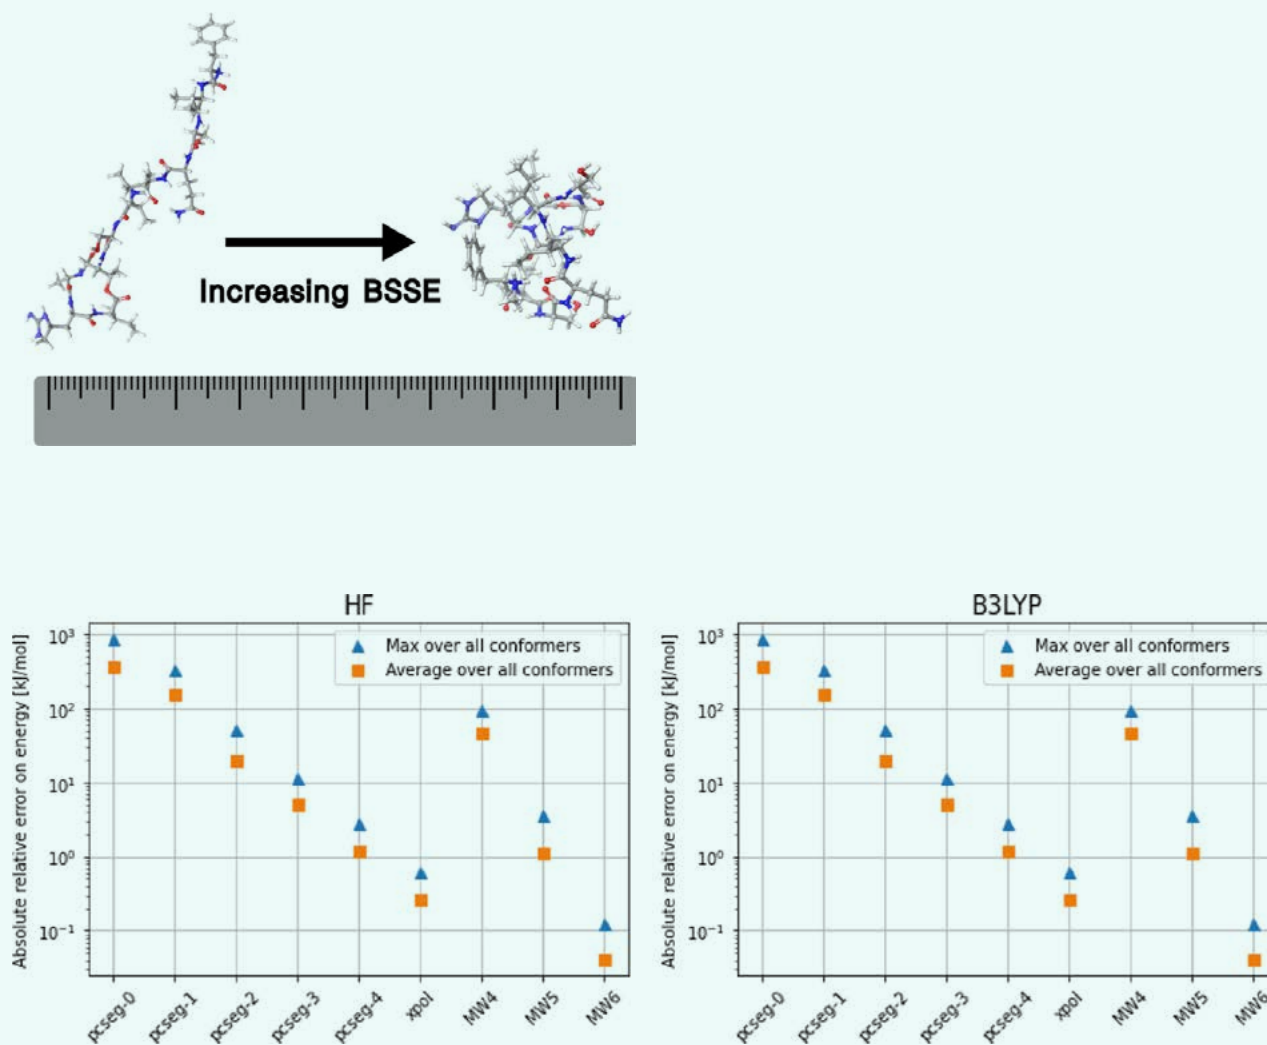 Increasing BSSE
HF
Absolute relative error on energy [kJ/mol]
Max over all conformers
Average over all conformers
10³
10²
10¹
10⁰
10⁻¹
pcseg-0
pcseg-1
pcseg-2
pcseg-3
pcseg-4
xpol
MW4
MW5
MW6
B3LYP
Absolute relative error on energy [kJ/mol]
Max over all conformers
Average over all conformers
10³
10²
10¹
10⁰
10⁻¹
pcseg-0
pcseg-1
pcseg-2
pcseg-3
pcseg-4
xpol
MW4
MW5
MW6